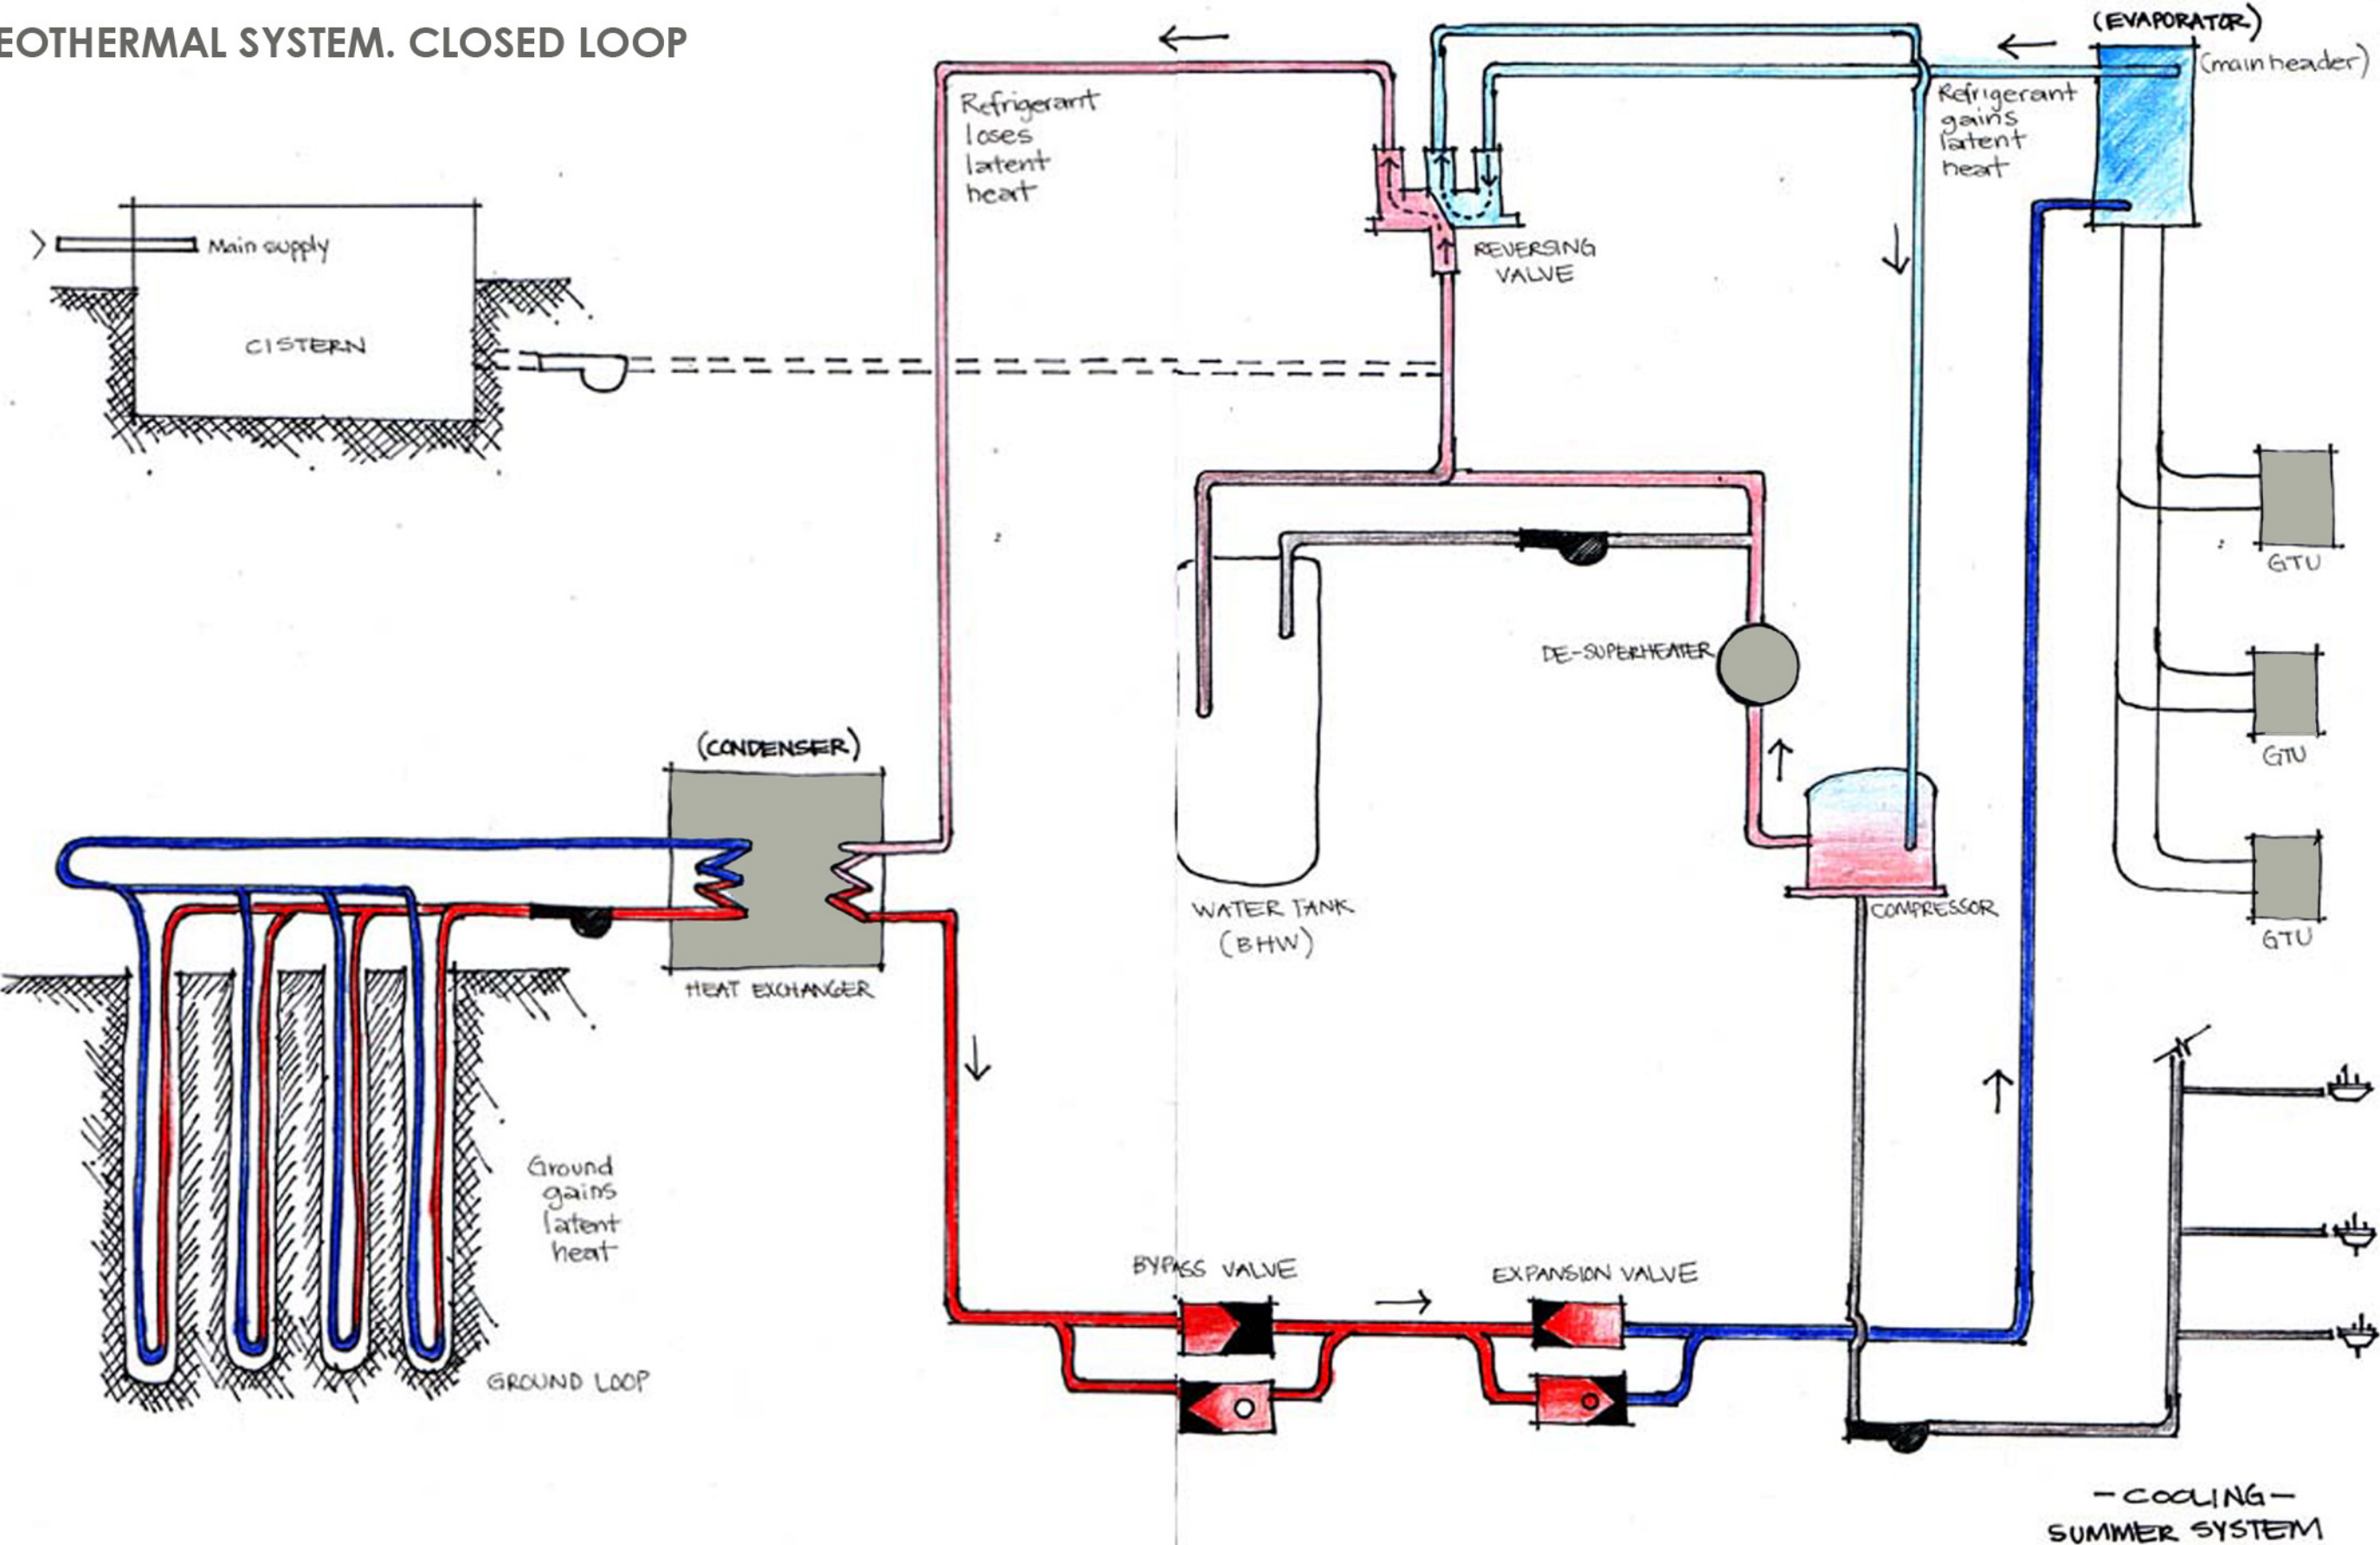 EOTHERMAL SYSTEM. CLOSED LOOP
(EVAPORATOR)
(main header)
Refrigerant
loses
latent
heat
Refrigerant
gains
latent
heat
Main supply
CISTERN
REVERSING
VALVE
GTU
DE-SUPERHEATER
(CONDENSER)
GTU
WATER TANK
(BHW)
COMPRESSOR
GTU
HEAT EXCHANGER
Ground
gains
latent
heat
GROUND LOOP
BYPASS VALVE
EXPANSION VALVE
-COOLING-
SUMMER SYSTEM